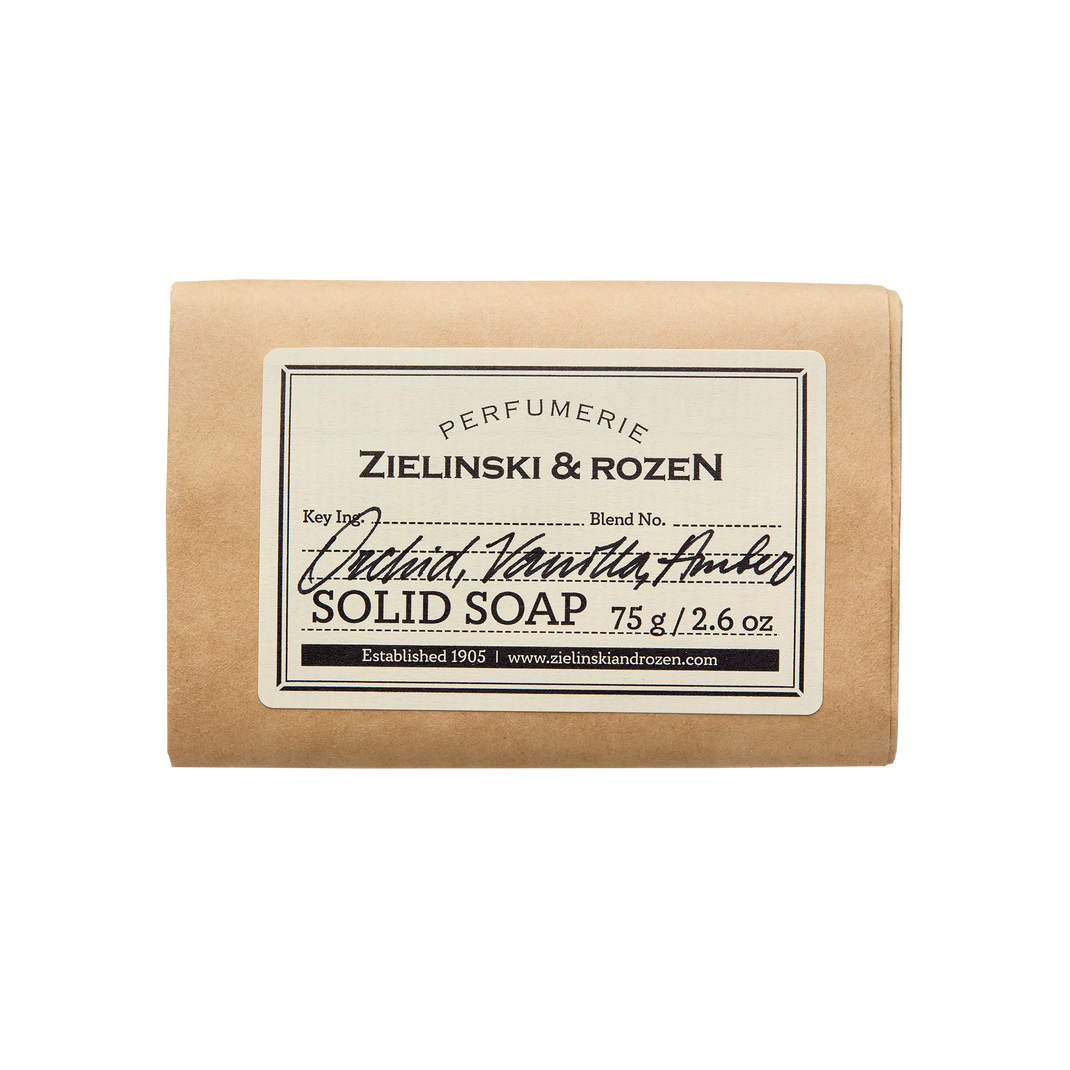 PERFUMERIE
ZIELINSKI & ROZEN
Key Ing. Blend No.
Orchid, Vanilla, Amber
SOLID SOAP 75 g / 2.6 oz
Established 1905 | www.zielinskiandrozen.com